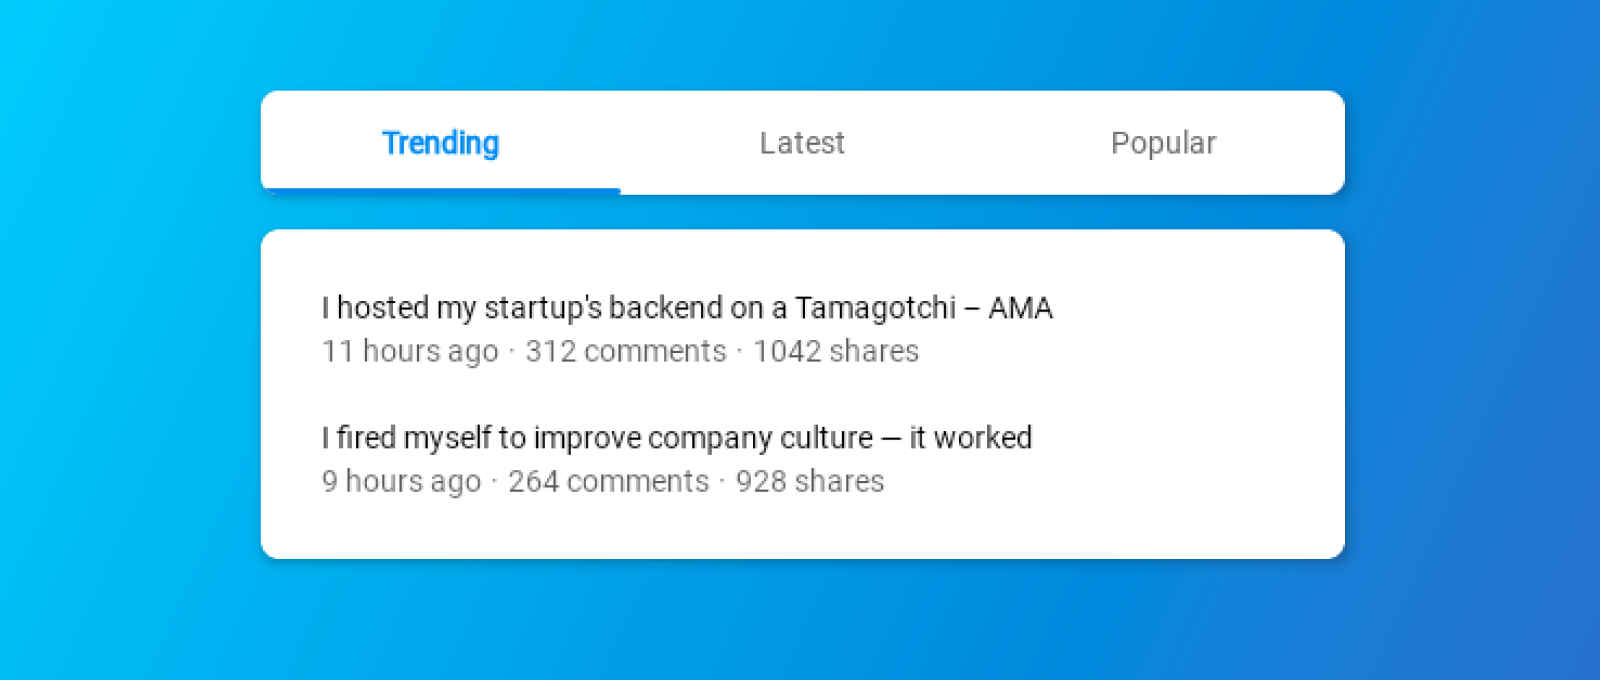 Trending Latest Popular
I hosted my startup's backend on a Tamagotchi – AMA
11 hours ago · 312 comments · 1042 shares
I fired myself to improve company culture — it worked
9 hours ago · 264 comments · 928 shares